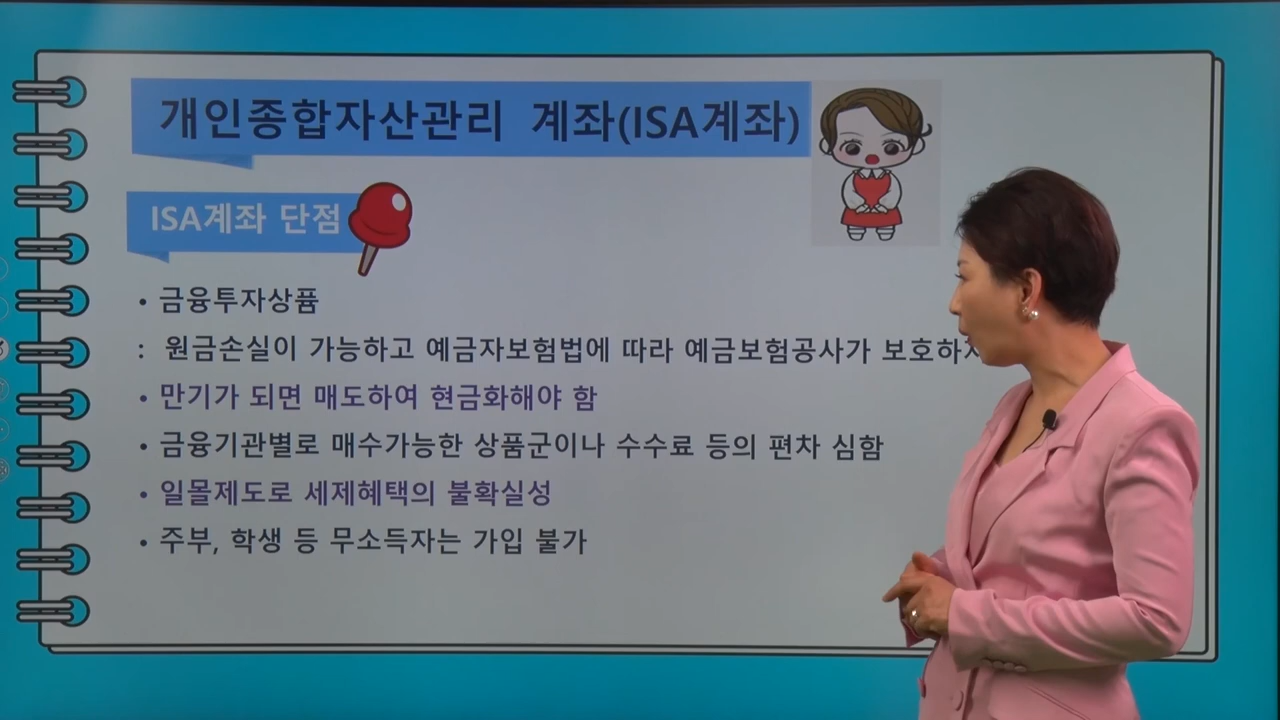 개인종합자산관리 계좌(ISA계좌)
ISA계좌 단점
• 금융투자상품
: 원금손실이 가능하고 예금자보험법에 따라 예금보험공사가
• 만기가 되면 매도하여 현금화해야 함
• 금융기관별로 매수가능한 상품군이나 수수료 등의 편차 심함
• 일몰제도로 세제혜택의 불확실성
• 주부, 학생 등 무소득자는 가입 불가